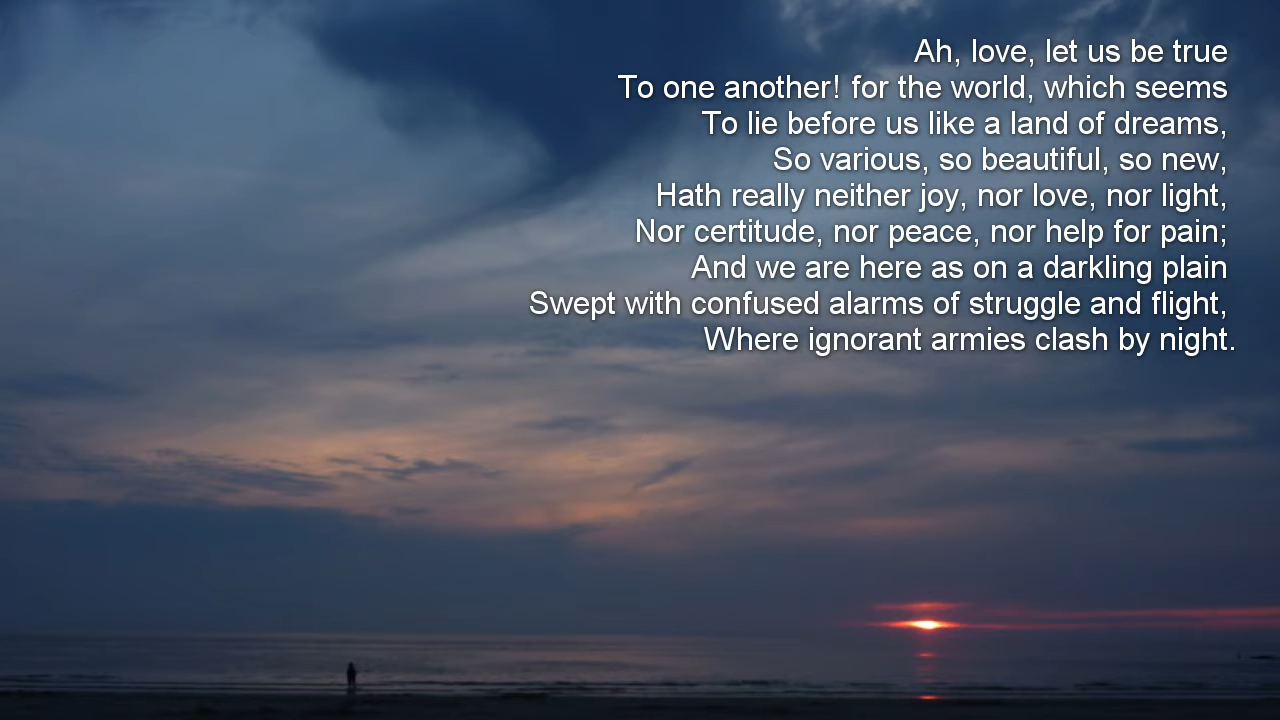 Ah, love, let us be true
To one another! for the world, which seems
To lie before us like a land of dreams,
So various, so beautiful, so new,
Hath really neither joy, nor love, nor light,
Nor certitude, nor peace, nor help for pain;
And we are here as on a darkling plain
Swept with confused alarms of struggle and flight,
Where ignorant armies clash by night.